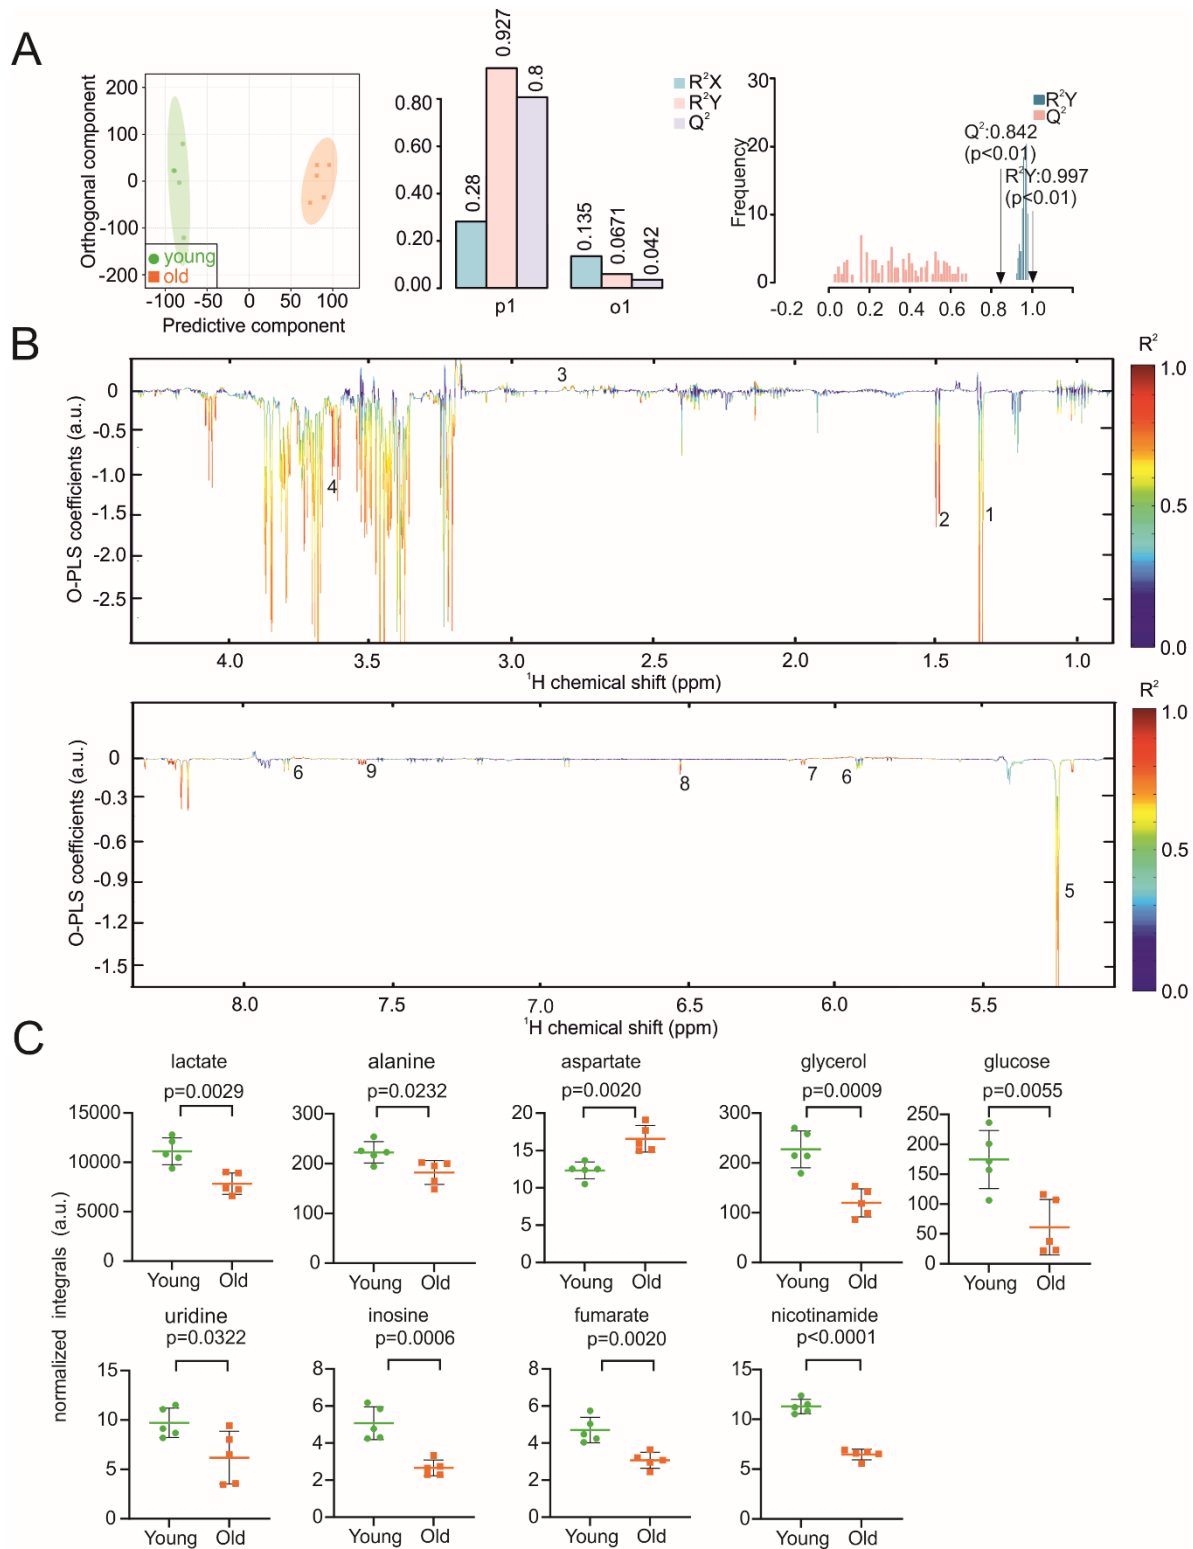 A
Orthogonal component
200
100
0
-100
-200
young
old
-100 -50 0 50 100
Predictive component
0.80
0.60
0.40
0.20
0.00
0.28
0.927
0.8
0.135
0.0671
0.042
p1 o1
R²X
R²Y
Q²
Frequency
30
20
10
0
R²Y
Q²
Q²:0.842
(p<0.01)
R²Y:0.997
(p<0.01)
-0.2 0.0 0.2 0.4 0.6 0.8 1.0
B
O-PLS coefficients (a.u.)
0
-0.5
-1.0
-1.5
-2.0
-2.5
3
4
2
1
4.0 3.5 3.0 2.5 2.0 1.5 1.0
¹H chemical shift (ppm)
R²
1.0
0.5
0.0
O-PLS coefficients (a.u.)
0
-0.3
-0.6
-0.9
-1.2
-1.5
6 9 8 7 6
5
8.0 7.5 7.0 6.5 6.0 5.5
¹H chemical shift (ppm)
R²
1.0
0.5
0.0
C
normalized integrals (a.u.)
lactate
p=0.0029
15000
10000
5000
0
Young Old
alanine
p=0.0232
300
200
100
0
Young Old
aspartate
p=0.0020
20
15
10
5
0
Young Old
glycerol
p=0.0009
300
200
100
0
Young Old
glucose
p=0.0055
250
200
150
100
50
0
Young Old
uridine
p=0.0322
15
10
5
0
Young Old
inosine
p=0.0006
8
6
4
2
0
Young Old
fumarate
p=0.0020
8
6
4
2
0
Young Old
nicotinamide
p<0.0001
15
10
5
0
Young Old